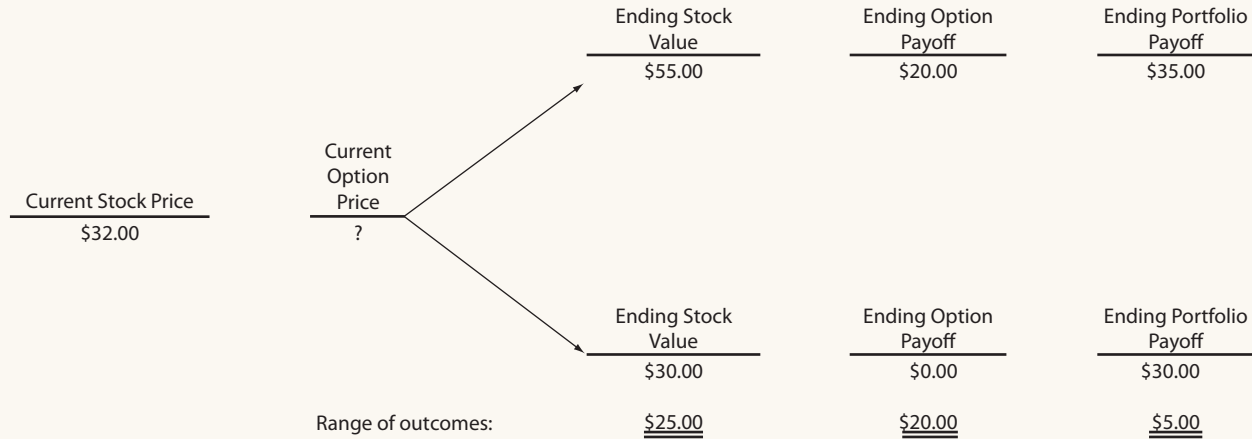 Ending Stock
Value
$55.00
Ending Option
Payoff
$20.00
Ending Portfolio
Payoff
$35.00
Current Stock Price
$32.00
Current
Option
Price
?
Ending Stock
Value
$30.00
Ending Option
Payoff
$0.00
Ending Portfolio
Payoff
$30.00
Range of outcomes: $25.00 $20.00 $5.00